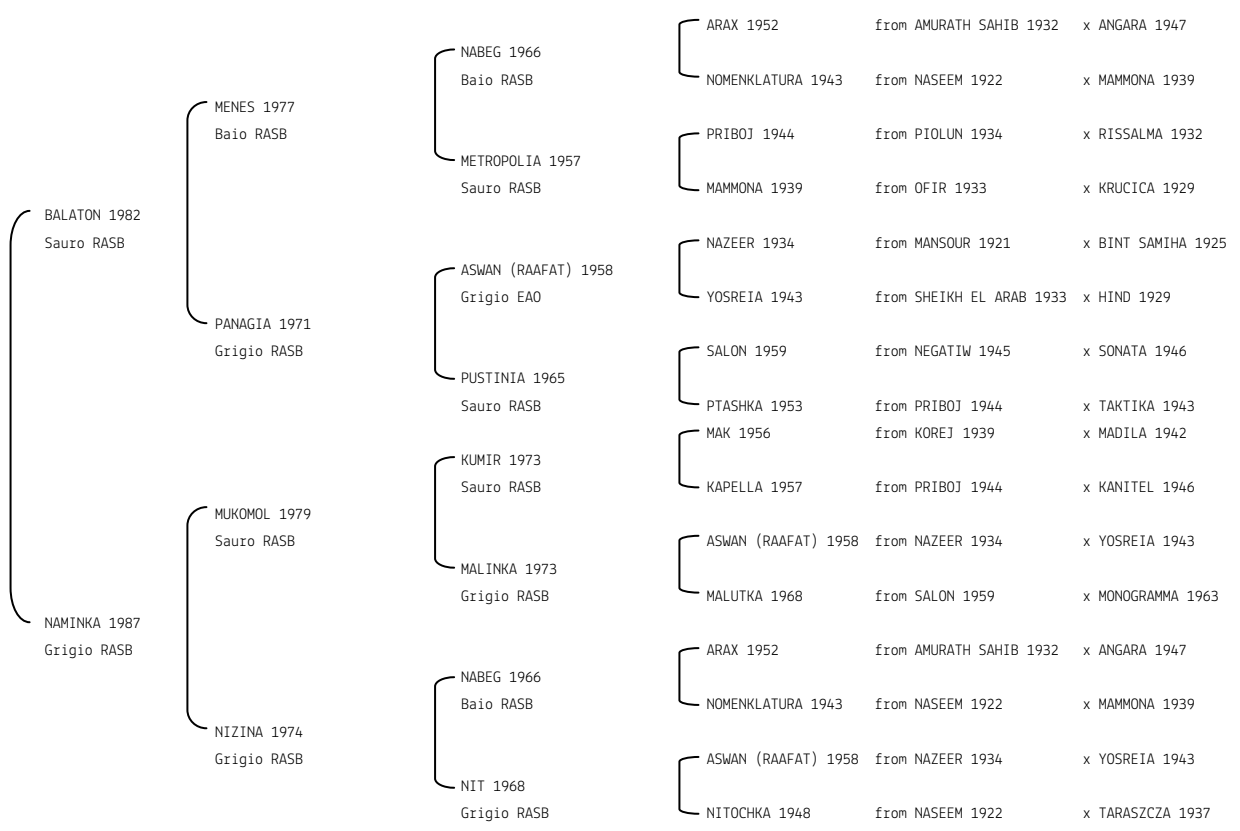 ARAX 1952 from AMURATH SAHIB 1932 x ANGARA 1947
NABEG 1966
Baio RASB NOMENKLATURA 1943 from NASEEM 1922 x MAMMONA 1939
MENES 1977
Baio RASB PRIBOJ 1944 from PIOLUN 1934 x RISSALMA 1932
METROPOLIA 1957
Sauro RASB MAMMONA 1939 from OFIR 1933 x KRUCICA 1929
BALATON 1982
Sauro RASB NAZEER 1934 from MANSOUR 1921 x BINT SAMIHA 1925
ASWAN (RAAFAT) 1958
Grigio EAO YOSREIA 1943 from SHEIKH EL ARAB 1933 x HIND 1929
PANAGIA 1971
Grigio RASB SALON 1959 from NEGATIW 1945 x SONATA 1946
PUSTINIA 1965
Sauro RASB PTASHKA 1953 from PRIBOJ 1944 x TAKTIKA 1943
MAK 1956 from KOREJ 1939 x MADILA 1942
KUMIR 1973
Sauro RASB KAPELLA 1957 from PRIBOJ 1944 x KANITEL 1946
MUKOMOL 1979
Sauro RASB ASWAN (RAAFAT) 1958 from NAZEER 1934 x YOSREIA 1943
MALINKA 1973
Grigio RASB MALUTKA 1968 from SALON 1959 x MONOGRAMMA 1963
NAMINKA 1987
Grigio RASB ARAX 1952 from AMURATH SAHIB 1932 x ANGARA 1947
NABEG 1966
Baio RASB NOMENKLATURA 1943 from NASEEM 1922 x MAMMONA 1939
NIZINA 1974
Grigio RASB ASWAN (RAAFAT) 1958 from NAZEER 1934 x YOSREIA 1943
NIT 1968
Grigio RASB NITOCHKA 1948 from NASEEM 1922 x TARASZCZA 1937